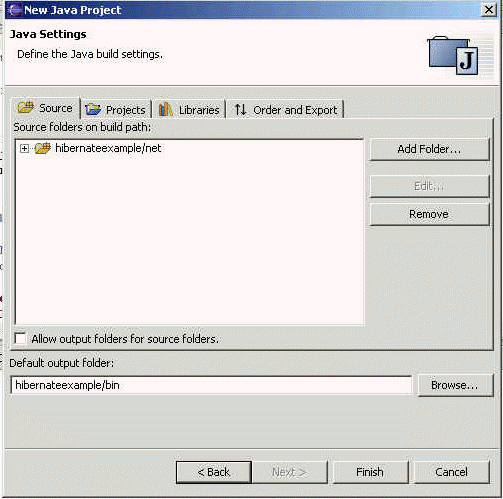 New Java Project
Java Settings
Define the Java build settings.
J
Source Projects Libraries Order and Export
Source folders on build path:
hibernateexample/net
Add Folder...
Edit...
Remove
Allow output folders for source folders.
Default output folder:
hibernateexample/bin
Browse...
< Back Next > Finish Cancel